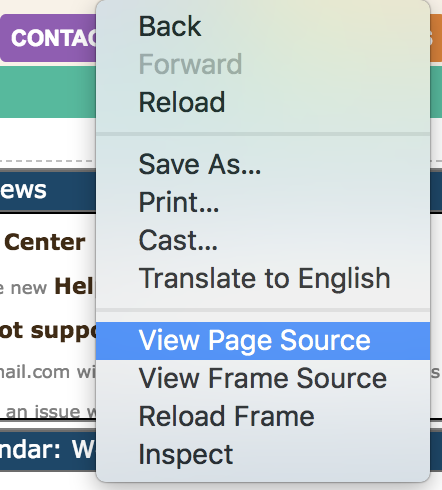 CONTAC
Back
S
Forward
Reload
Save As...
Print...
Cast...
ews
Translate to English
Center
e new Hel
View Page Source
ot suppo
View Frame Source
mail.com wi
s
Reload Frame
an issue w
Inspect
ndar: W